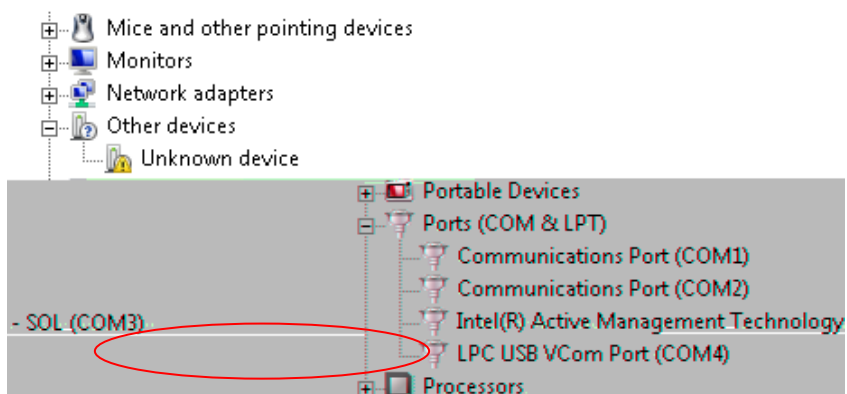 Mice and other pointing devices
Monitors
Network adapters
Other devices
Unknown device
Portable Devices
Ports (COM & LPT)
Communications Port (COM1)
Communications Port (COM2)
Intel(R) Active Management Technology
- SOL (COM3)
LPC USB VCom Port (COM4)
Processors